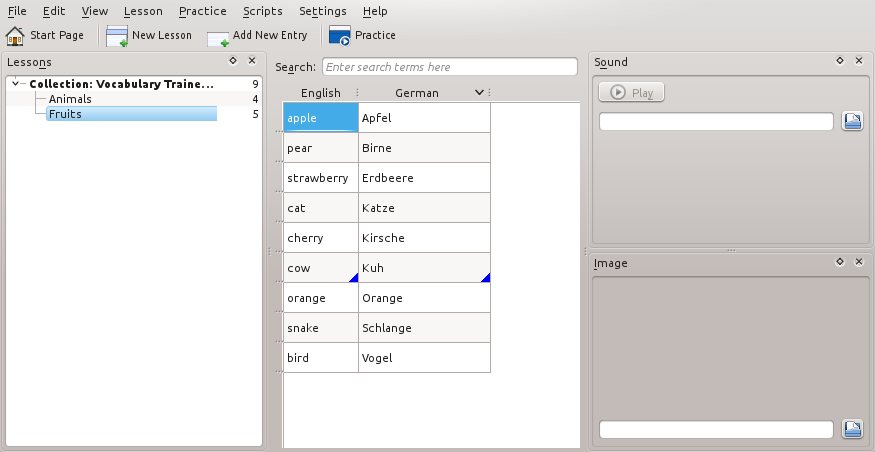 File Edit View Lesson Practice Scripts Settings Help
Start Page New Lesson Add New Entry Practice
Lessons
Collection: Vocabulary Traine... 9
Animals 4
Fruits 5
Search: Enter search terms here
English German
apple Apfel
pear Birne
strawberry Erdbeere
cat Katze
cherry Kirsche
cow Kuh
orange Orange
snake Schlange
bird Vogel
Sound
Play
Image